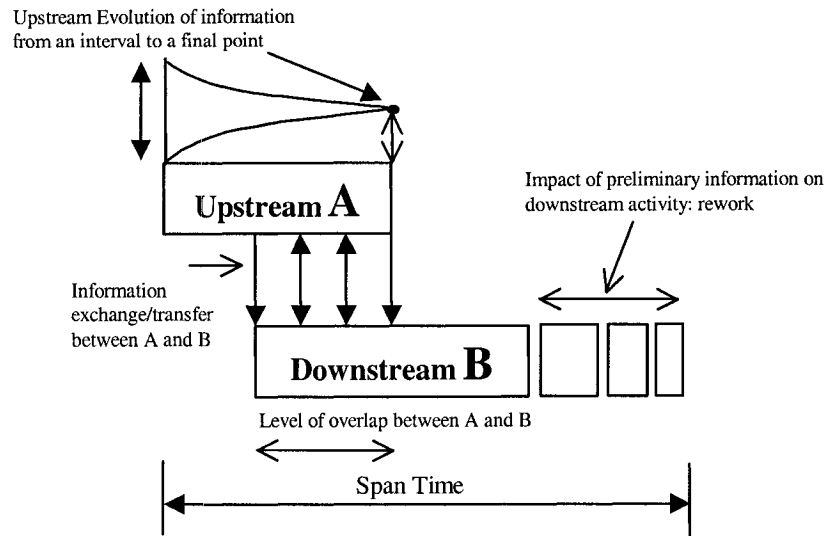 Upstream Evolution of information
from an interval to a final point
Upstream A
Impact of preliminary information on
downstream activity: rework
Information
exchange/transfer
between A and B
Downstream B
Level of overlap between A and B
Span Time